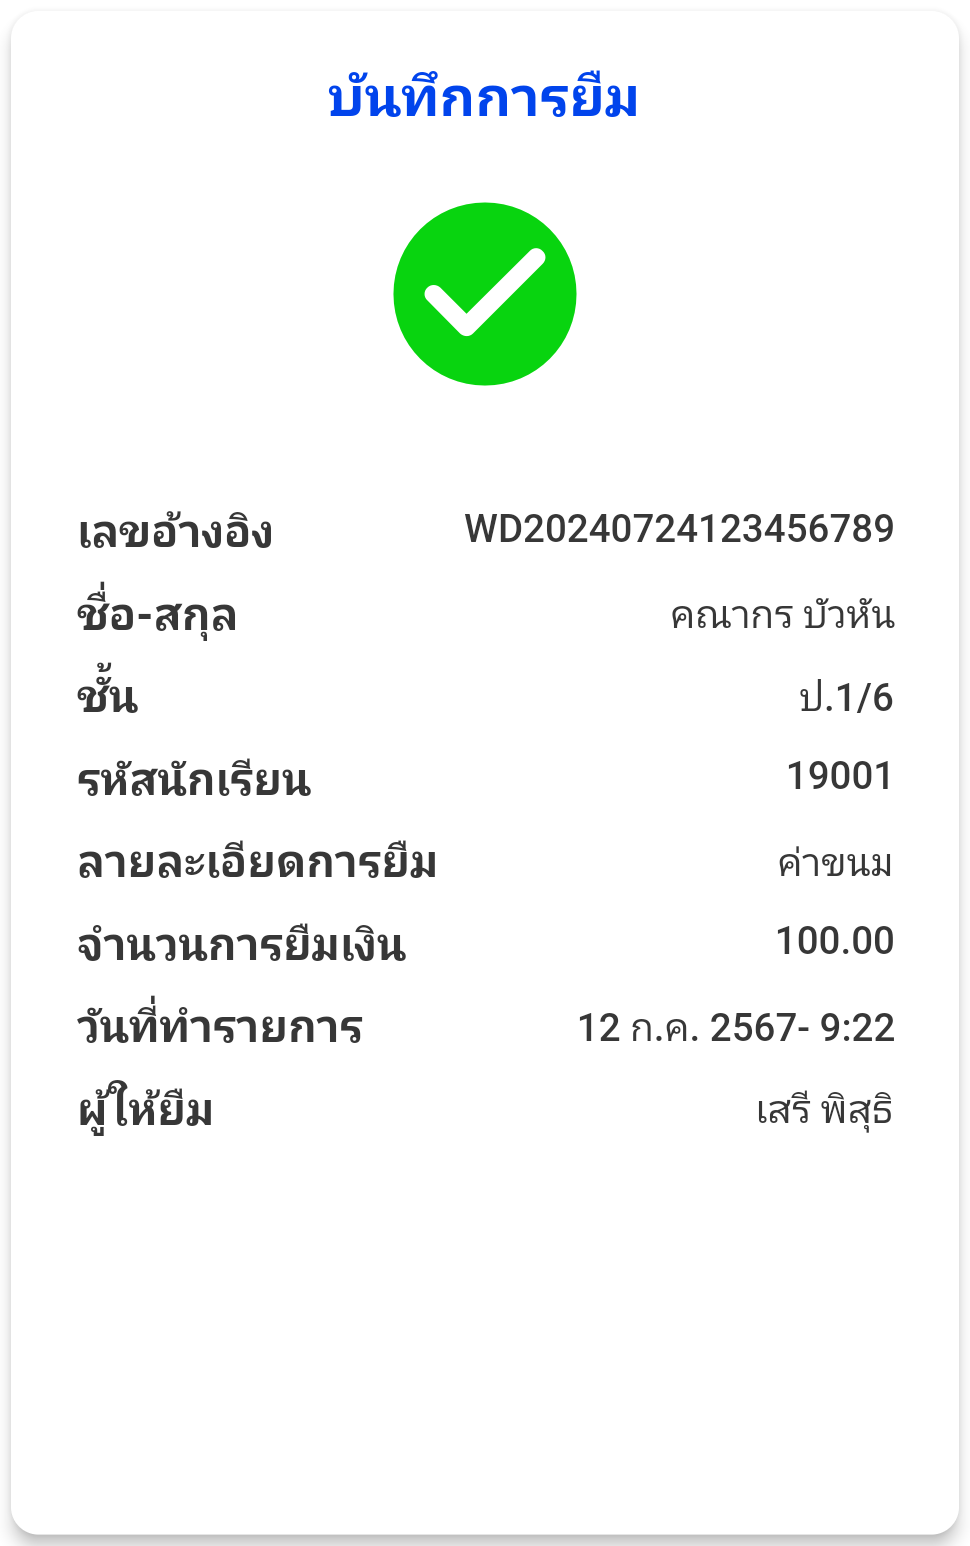 บันทึกการยืม
เลขอ้างอิง WD20240724123456789
ชื่อ-สกุล คณากร บัวหัน
ชั้น ป.1/6
รหัสนักเรียน 19001
ลายละเอียดการยืม ค่าขนม
จำนวนการยืมเงิน 100.00
วันที่ทำรายการ 12 ก.ค. 2567- 9:22
ผู้ให้ยืม เสรี พิสุธิ